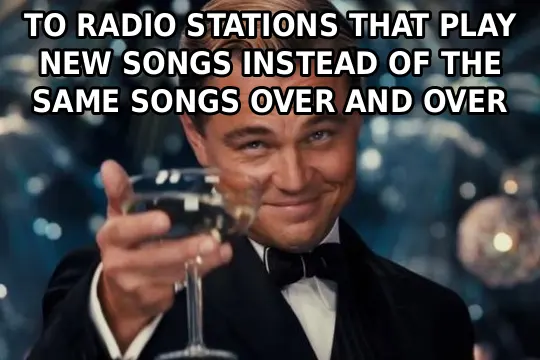 TO RADIO STATIONS THAT PLAY
NEW SONGS INSTEAD OF THE
SAME SONGS OVER AND OVER